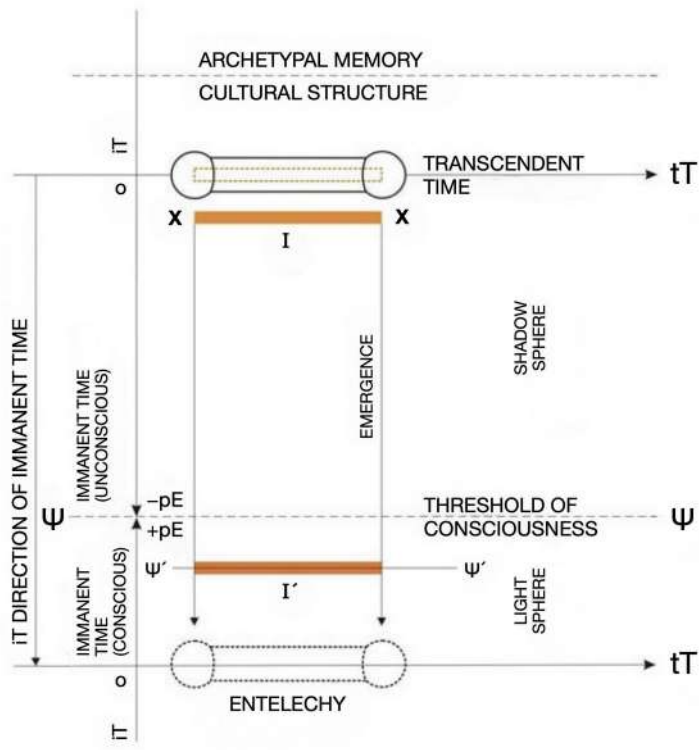 ARCHETYPAL MEMORY
CULTURAL STRUCTURE
iT
TRANSCENDENT
TIME
tT
o
x
x
I
iT DIRECTION OF IMMANENT TIME
IMMANENT TIME
(UNCONSCIOUS)
EMERGENCE
SHADOW
SPHERE
–pE
THRESHOLD OF
CONSCIOUSNESS
Ψ
Ψ
+pE
Ψ´
Ψ´
I´
IMMANENT
TIME
(CONSCIOUS)
LIGHT
SPHERE
tT
o
ENTELECHY
iT